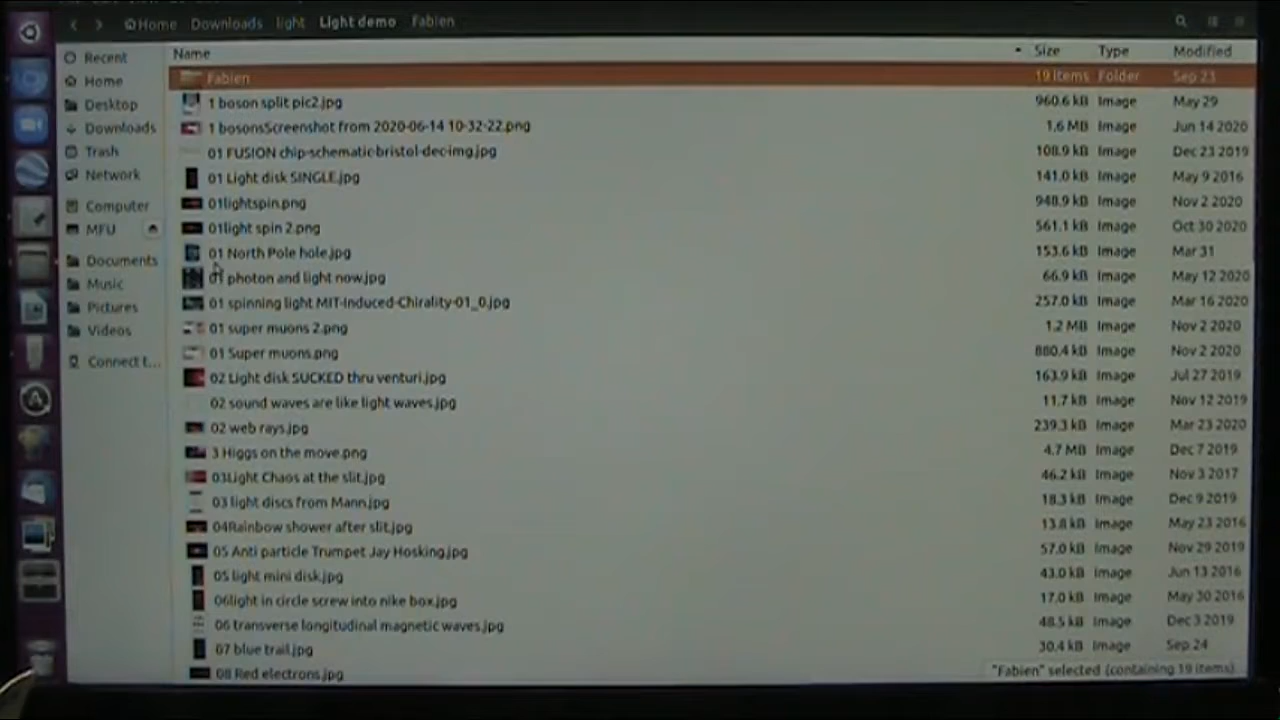 Home Downloads light Light demo Fabien
Name Size Type Modified
Recent
Home
Desktop
Downloads
Trash
Network
Computer
MFU
Documents
Music
Pictures
Videos
Connect t...
Fabien 19 items Folder Sep 23
1 boson split pic2.jpg 960.6 kB Image May 29
1 bosonsScreenshot from 2020-06-14 10-32-22.png 1.6 MB Image Jun 14 2020
01 FUSION chip-schematic-bristol-dec-img.jpg 108.9 kB Image Dec 23 2019
01 Light disk SINGLE.jpg 141.0 kB Image May 9 2016
01lightspin.png 948.9 kB Image Nov 2 2020
01light spin 2.png 561.1 kB Image Oct 30 2020
01 North Pole hole.jpg 153.6 kB Image Mar 31
01 photon and light now.jpg 66.9 kB Image May 12 2020
01 spinning light MIT-Induced-Chirality-01_0.jpg 257.0 kB Image Mar 16 2020
01 super muons 2.png 1.2 MB Image Nov 2 2020
01 Super muons.png 880.4 kB Image Nov 2 2020
02 Light disk SUCKED thru venturi.jpg 163.9 kB Image Jul 27 2019
02 sound waves are like light waves.jpg 11.7 kB Image Nov 12 2019
02 web rays.jpg 239.3 kB Image Mar 23 2020
3 Higgs on the move.png 4.7 MB Image Dec 7 2019
03Light Chaos at the slit.jpg 46.2 kB Image Nov 3 2017
03 light discs from Mann.jpg 18.3 kB Image Dec 9 2019
04Rainbow shower after slit.jpg 13.8 kB Image May 23 2016
05 Anti particle Trumpet Jay Hosking.jpg 57.0 kB Image Nov 29 2019
05 light mini disk.jpg 43.0 kB Image Jun 13 2016
06light in circle screw into nike box.jpg 17.0 kB Image May 30 2016
06 transverse longitudinal magnetic waves.jpg 48.5 kB Image Dec 3 2019
07 blue trail.jpg 30.4 kB Image Sep 24
08 Red electrons.jpg
"Fabien" selected (containing 19 items)